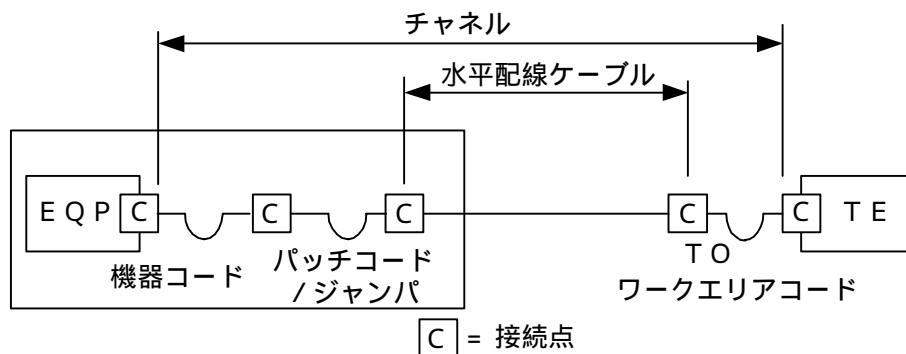 チャネル
水平配線ケーブル
EQP C C C C C TE
機器コード
パッチコード
/ジャンパ
TO
ワークエリアコード
C = 接続点